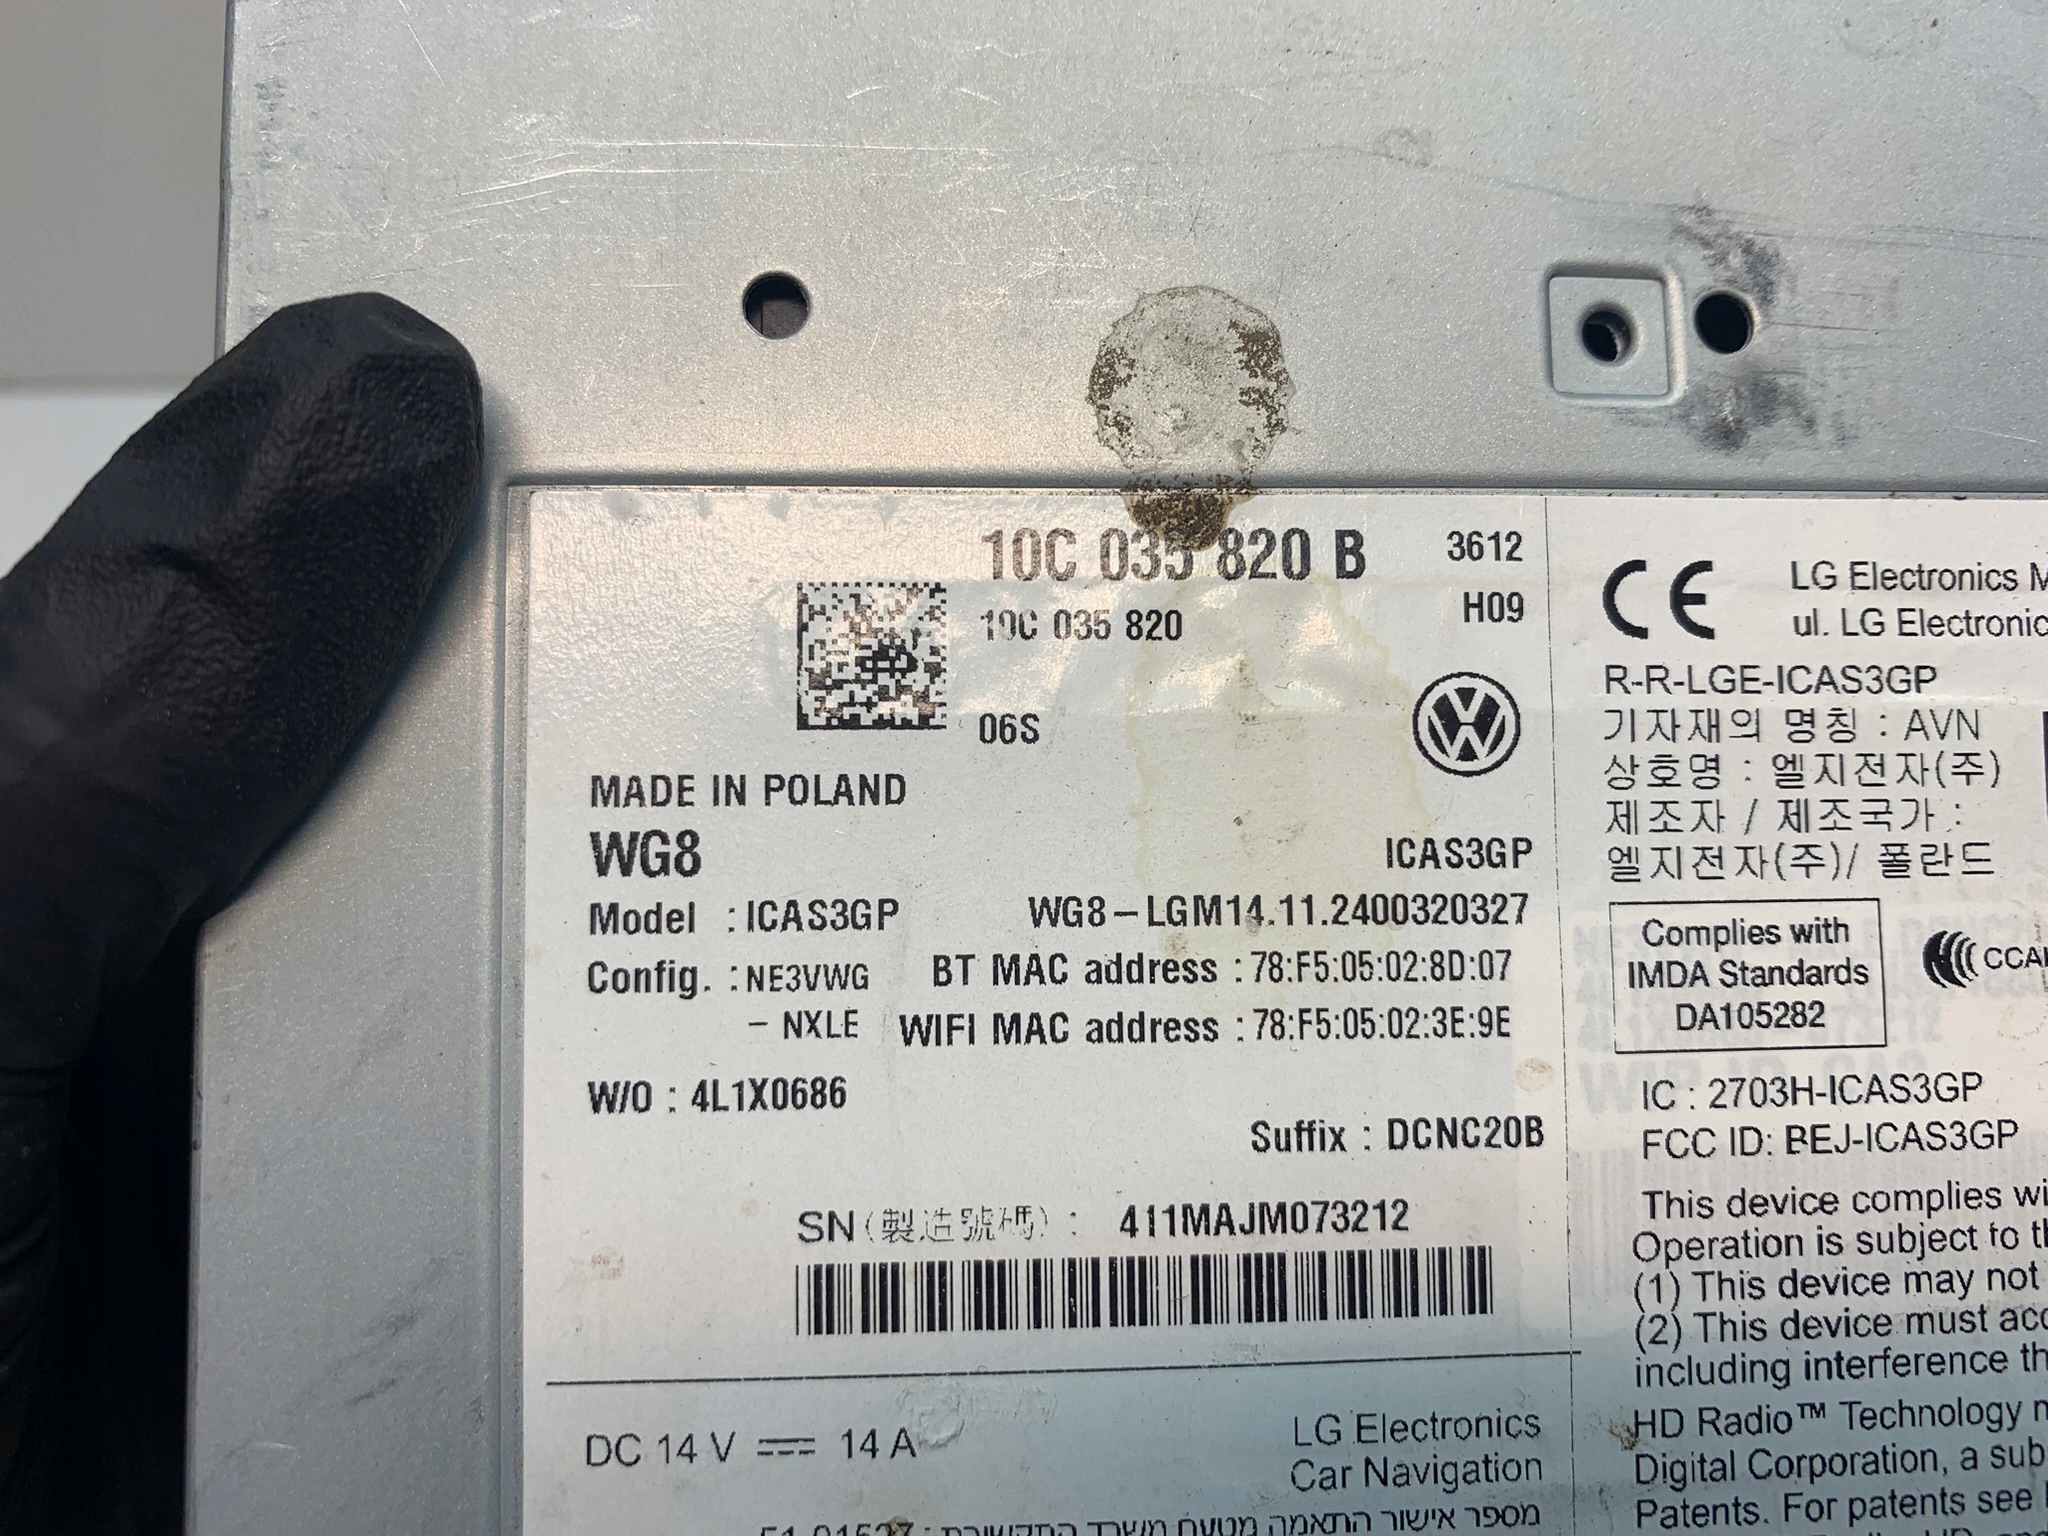 10C 035 820 B
3612
10C 035 820
H09
06S
MADE IN POLAND
WG8
ICAS3GP
Model : ICAS3GP
WG8-LGM14.11.2400320327
Config. : NE3VWG
BT MAC address : 78:F5:05:02:8D:07
- NXLE
WIFI MAC address : 78:F5:05:02:3E:9E
W/O : 4L1X0686
Suffix : DCNC20B
SN(製造號碼) : 411MAJM073212
DC 14 V 14 A
LG Electronics
Car Navigation
מספר אישור התאמה מטעם משרד התקשורת :
CE
LG Electronics
ul. LG Electronic
R-R-LGE-ICAS3GP
기자재의 명칭 : AVN
상호명 : 엘지전자(주)
제조자 / 제조국가 :
엘지전자(주)/ 폴란드
Complies with
IMDA Standards
DA105282
IC : 2703H-ICAS3GP
FCC ID: BEJ-ICAS3GP
This device complies
Operation is subject to
(1) This device may not
(2) This device must
including interference
HD Radio™ Technology
Digital Corporation, a
Patents. For patents see